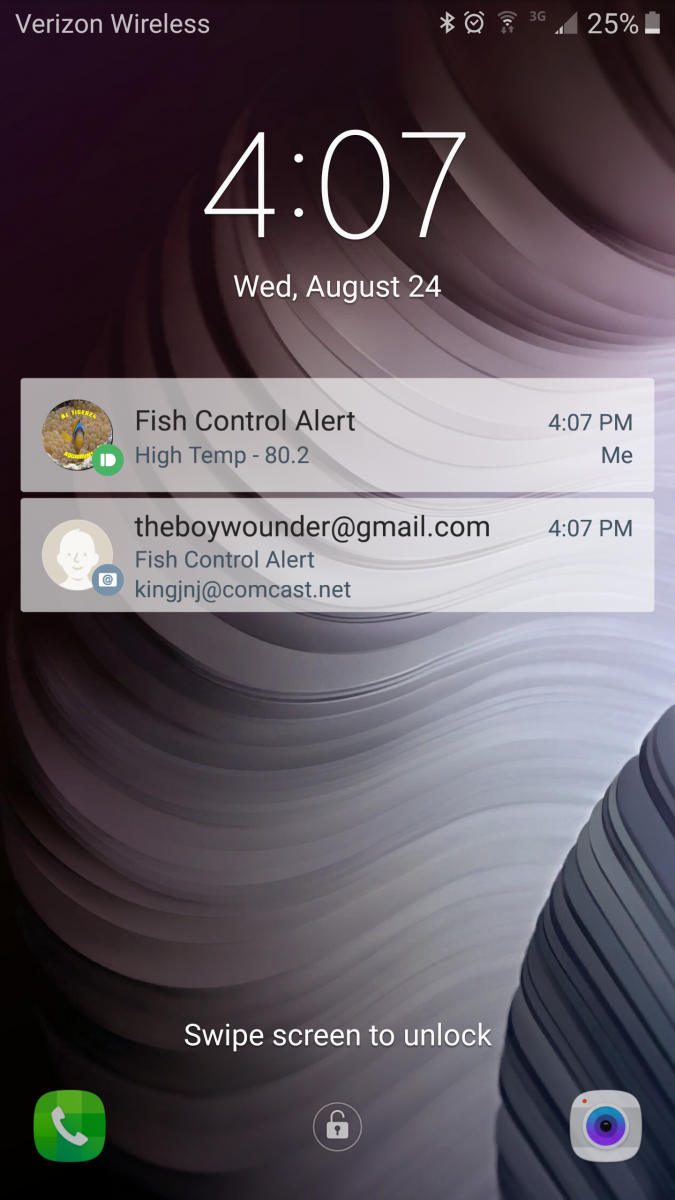 Verizon Wireless 3G 25%
4:07
Wed, August 24
Fish Control Alert 4:07 PM
High Temp - 80.2 Me
theboywounder@gmail.com 4:07 PM
Fish Control Alert
kingjnj@comcast.net
Swipe screen to unlock